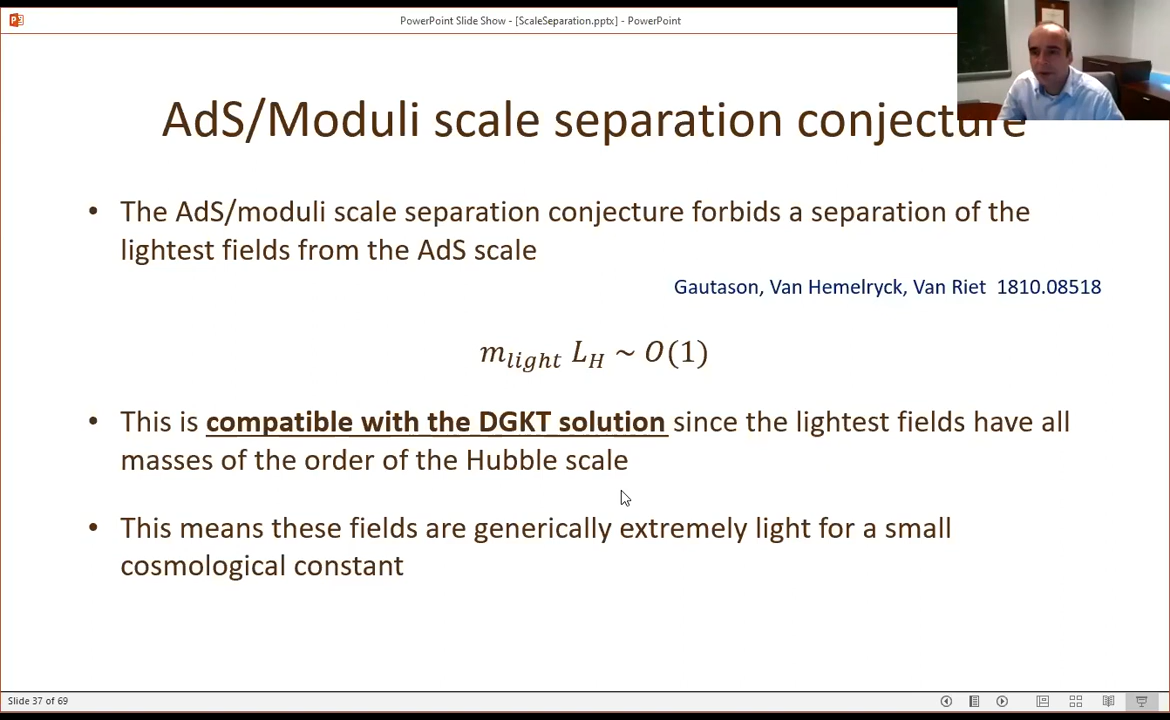 PowerPoint Slide Show - [ScaleSeparation.pptx] - PowerPoint
AdS/Moduli scale separation conjecture
• The AdS/moduli scale separation conjecture forbids a separation of the
lightest fields from the AdS scale
Gautason, Van Hemelryck, Van Riet 1810.08518
m_{light} L_H ~ O(1)
• This is compatible with the DGKT solution since the lightest fields have all
masses of the order of the Hubble scale
• This means these fields are generically extremely light for a small
cosmological constant
Slide 37 of 69